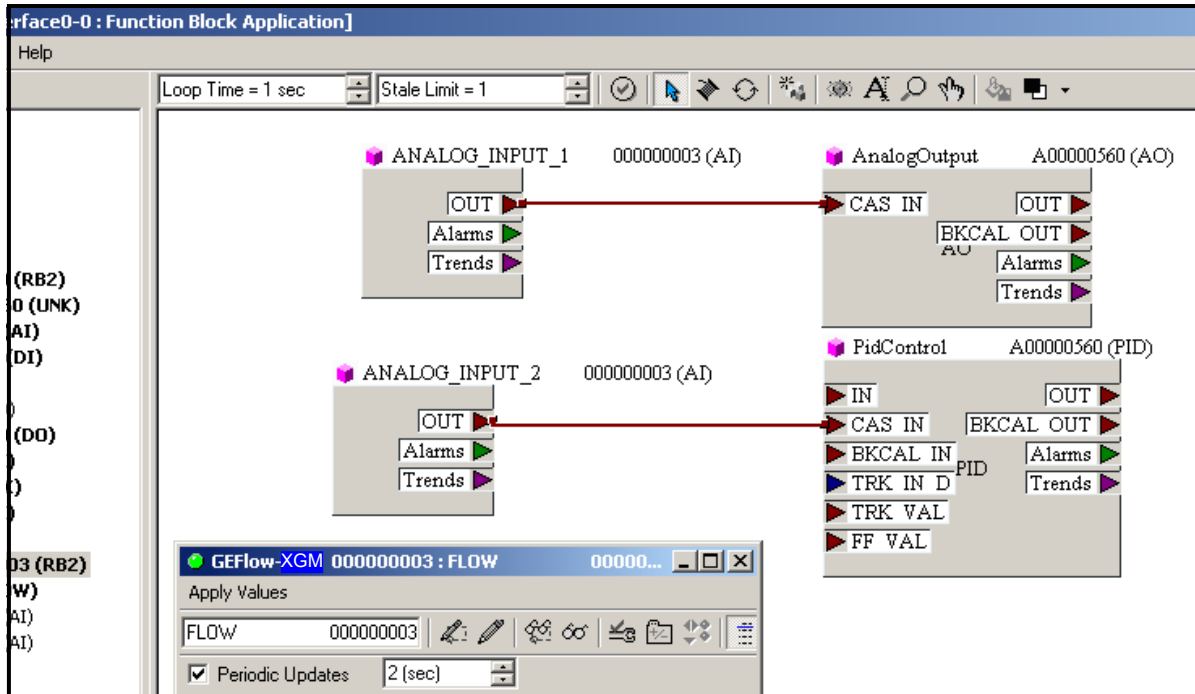 erface0-0 : Function Block Application]
Help
Loop Time = 1 sec
Stale Limit = 1
ANALOG_INPUT_1 000000003 (AI)
OUT
Alarms
Trends
AnalogOutput A00000560 (AO)
CAS IN
OUT
BKCAL OUT
AO
Alarms
Trends
ANALOG_INPUT_2 000000003 (AI)
OUT
Alarms
Trends
PidControl A00000560 (PID)
IN
OUT
CAS IN
BKCAL OUT
BKCAL IN
Alarms
PID
TRK IN D
Trends
TRK VAL
FF VAL
(RB2)
60 (UNK)
AI)
(DI)
)
(DO)
)
)
)
03 (RB2)
W)
AI)
AI)
GEFlow-XGM 000000003 : FLOW 00000...
Apply Values
FLOW 000000003
Periodic Updates 2 (sec)